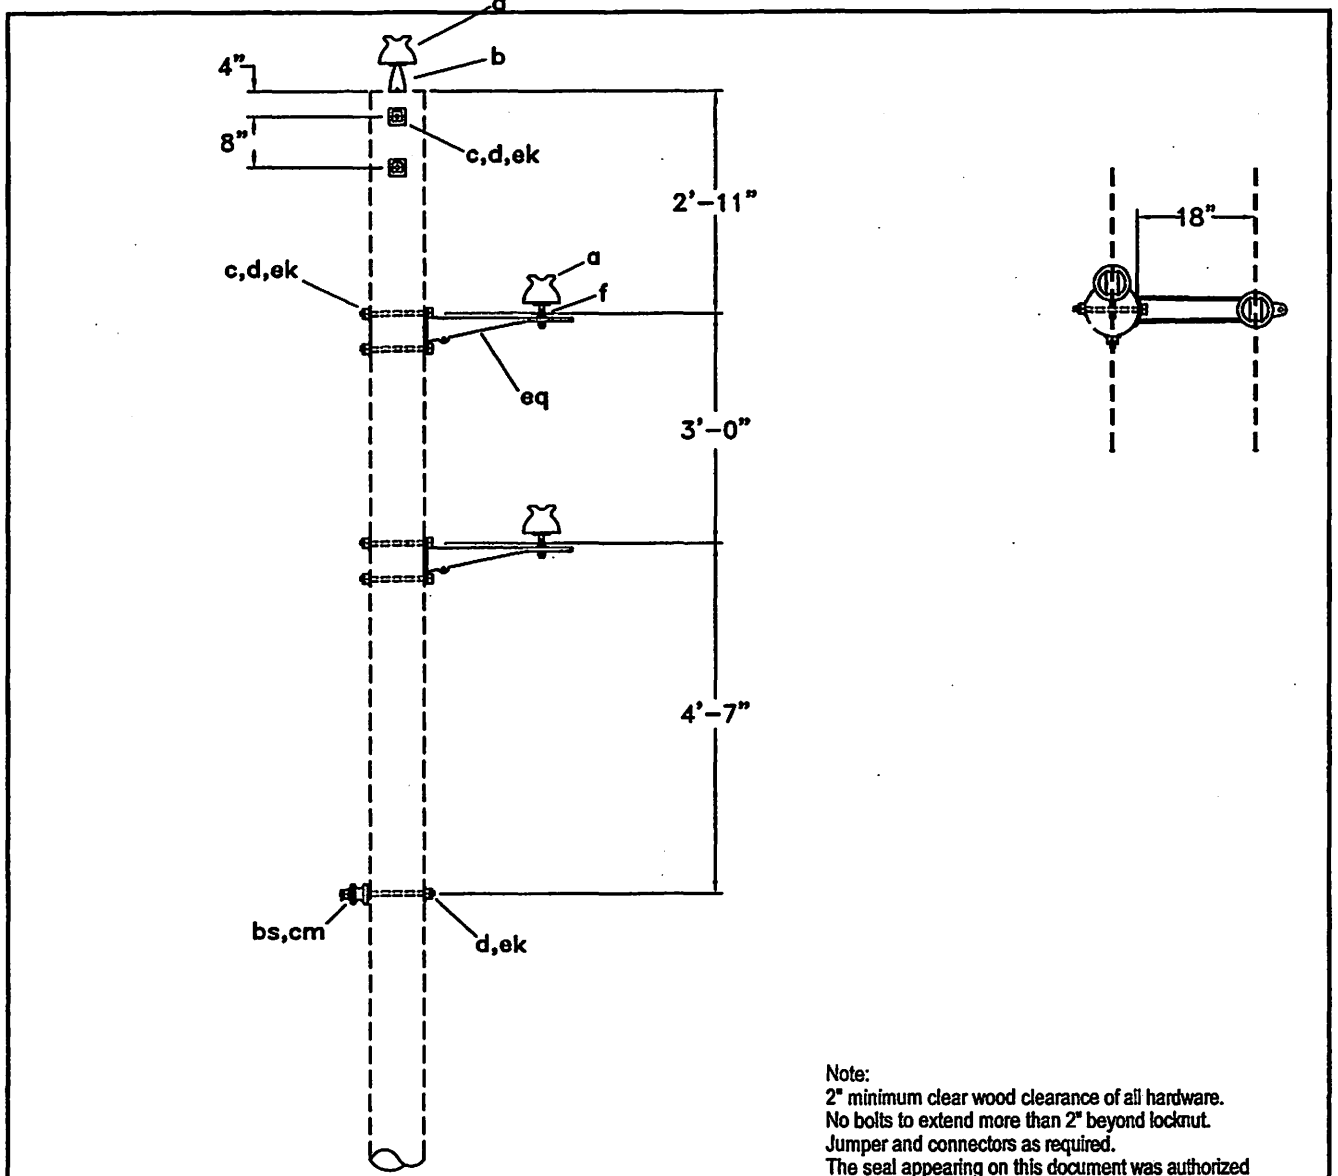 a
b
4"
8"
c,d,ek
2'-11"
18"
a
c,d,ek
f
eq
3'-0"
4'-7"
bs,cm
d,ek
Note:
2" minimum clear wood clearance of all hardware.
No bolts to extend more than 2" beyond locknut.
Jumper and connectors as required.
The seal appearing on this document was authorized